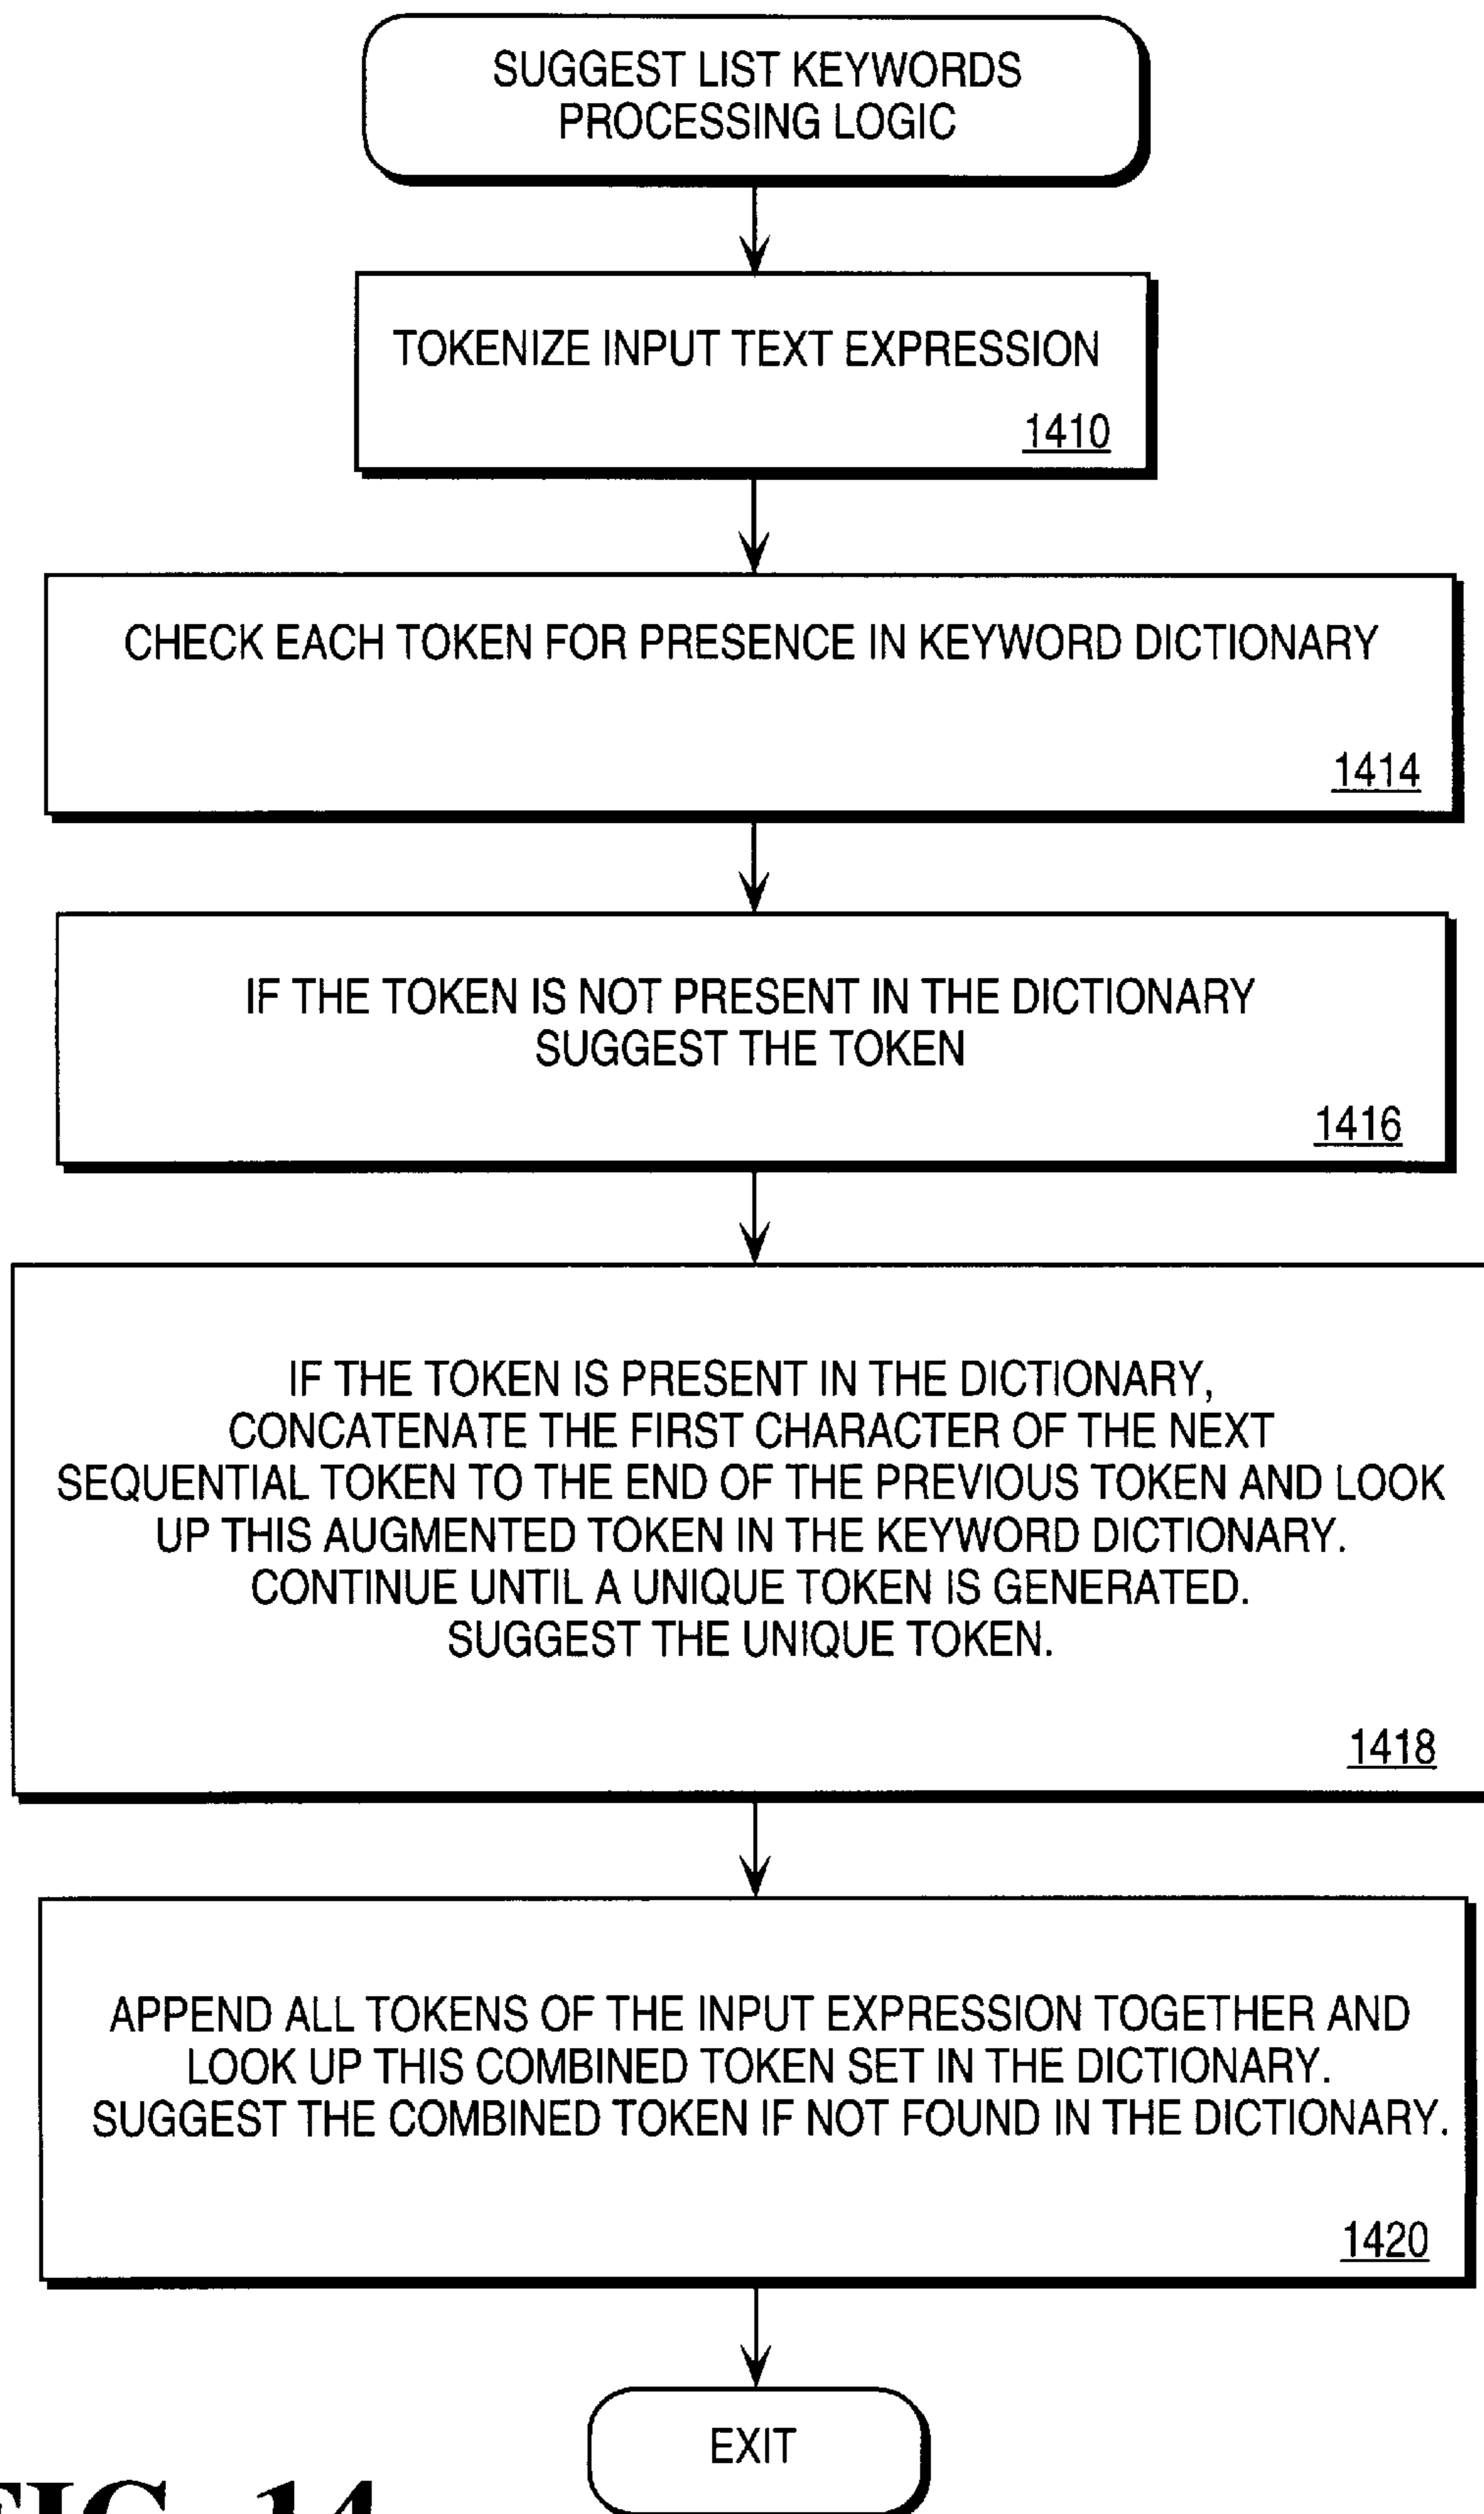 SUGGEST LIST KEYWORDS
PROCESSING LOGIC
TOKENIZE INPUT TEXT EXPRESSION
1410
CHECK EACH TOKEN FOR PRESENCE IN KEYWORD DICTIONARY
1414
IF THE TOKEN IS NOT PRESENT IN THE DICTIONARY
SUGGEST THE TOKEN
1416
IF THE TOKEN IS PRESENT IN THE DICTIONARY,
CONCATENATE THE FIRST CHARACTER OF THE NEXT
SEQUENTIAL TOKEN TO THE END OF THE PREVIOUS TOKEN AND LOOK
UP THIS AUGMENTED TOKEN IN THE KEYWORD DICTIONARY.
CONTINUE UNTIL A UNIQUE TOKEN IS GENERATED.
SUGGEST THE UNIQUE TOKEN.
1418
APPEND ALL TOKENS OF THE INPUT EXPRESSION TOGETHER AND
LOOK UP THIS COMBINED TOKEN SET IN THE DICTIONARY.
SUGGEST THE COMBINED TOKEN IF NOT FOUND IN THE DICTIONARY.
1420
EXIT
FIG. 14